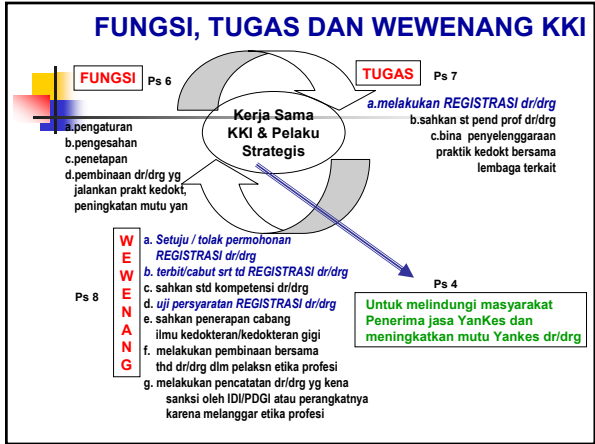 FUNGSI, TUGAS DAN WEWENANG KKI
FUNGSI Ps 6
a.pengaturan
b.pengesahan
c.penetapan
d.pembinaan dr/drg yg
jalankan prakt kedokt,
peningkatan mutu yan
Kerja Sama
KKI & Pelaku
Strategis
TUGAS Ps 7
a.melakukan REGISTRASI dr/drg
b.sahkan st pend prof dr/drg
c.bina penyelenggaraan
praktik kedokt bersama
lembaga terkait
Ps 8
WEWENANG
a. Setuju / tolak permohonan
REGISTRASI dr/drg
b. terbit/cabut srt td REGISTRASI dr/drg
c. sahkan std kompetensi dr/drg
d. uji persyaratan REGISTRASI dr/drg
e. sahkan penerapan cabang
ilmu kedokteran/kedokteran gigi
f. melakukan pembinaan bersama
thd dr/drg dlm pelaksn etika profesi
g. melakukan pencatatan dr/drg yg kena
sanksi oleh IDI/PDGI atau perangkatnya
karena melanggar etika profesi
Ps 4
Untuk melindungi masyarakat
Penerima jasa YanKes dan
meningkatkan mutu Yankes dr/drg